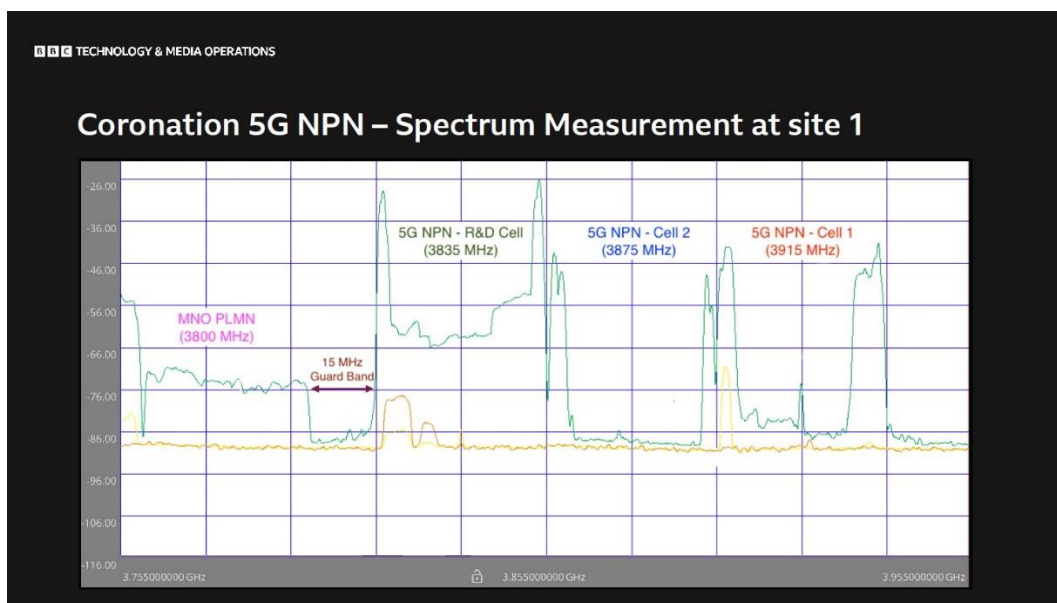 BBC TECHNOLOGY & MEDIA OPERATIONS
Coronation 5G NPN – Spectrum Measurement at site 1
-26.00
-36.00
-46.00
-56.00
-66.00
-76.00
-86.00
-96.00
-106.00
-116.00
MNO PLMN
(3800 MHz)
15 MHz
Guard Band
5G NPN - R&D Cell
(3835 MHz)
5G NPN - Cell 2
(3875 MHz)
5G NPN - Cell 1
(3915 MHz)
3.755000000 GHz
3.855000000 GHz
3.955000000 GHz